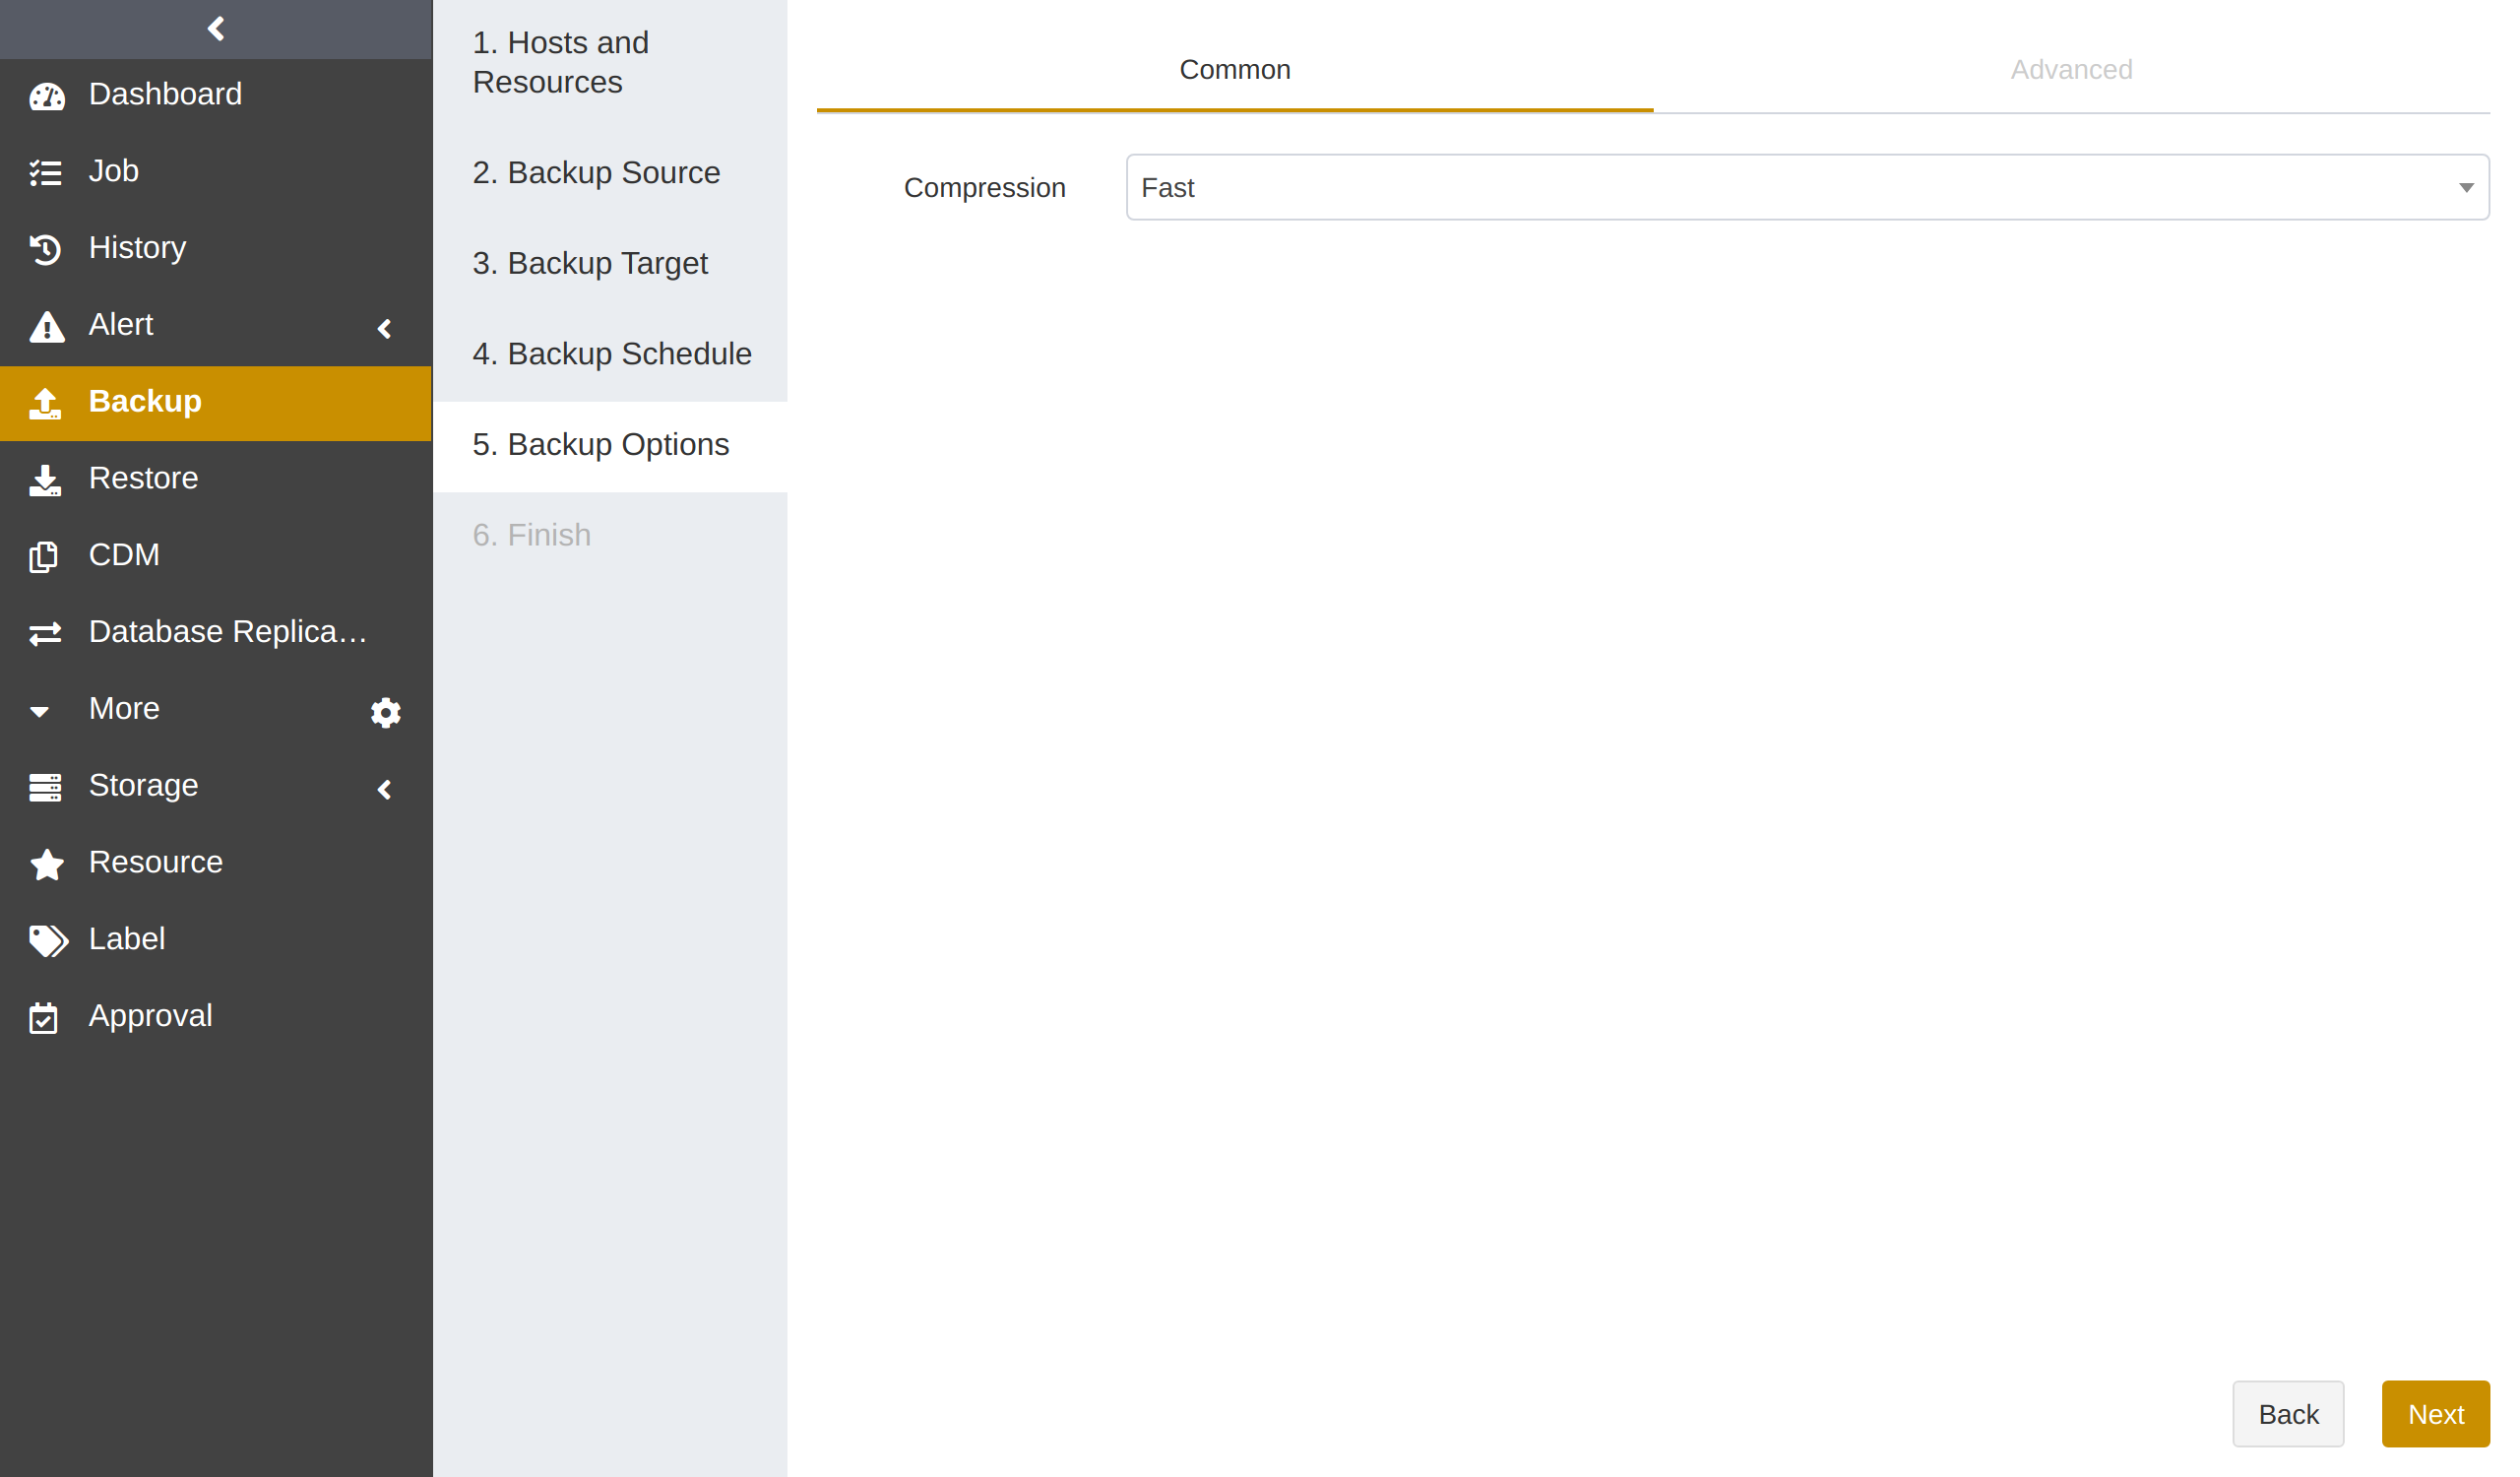 Dashboard
Job
History
Alert
Backup
Restore
CDM
Database Replica…
More
Storage
Resource
Label
Approval
1. Hosts and
Resources
2. Backup Source
3. Backup Target
4. Backup Schedule
5. Backup Options
6. Finish
Common
Advanced
Compression
Fast
Back
Next